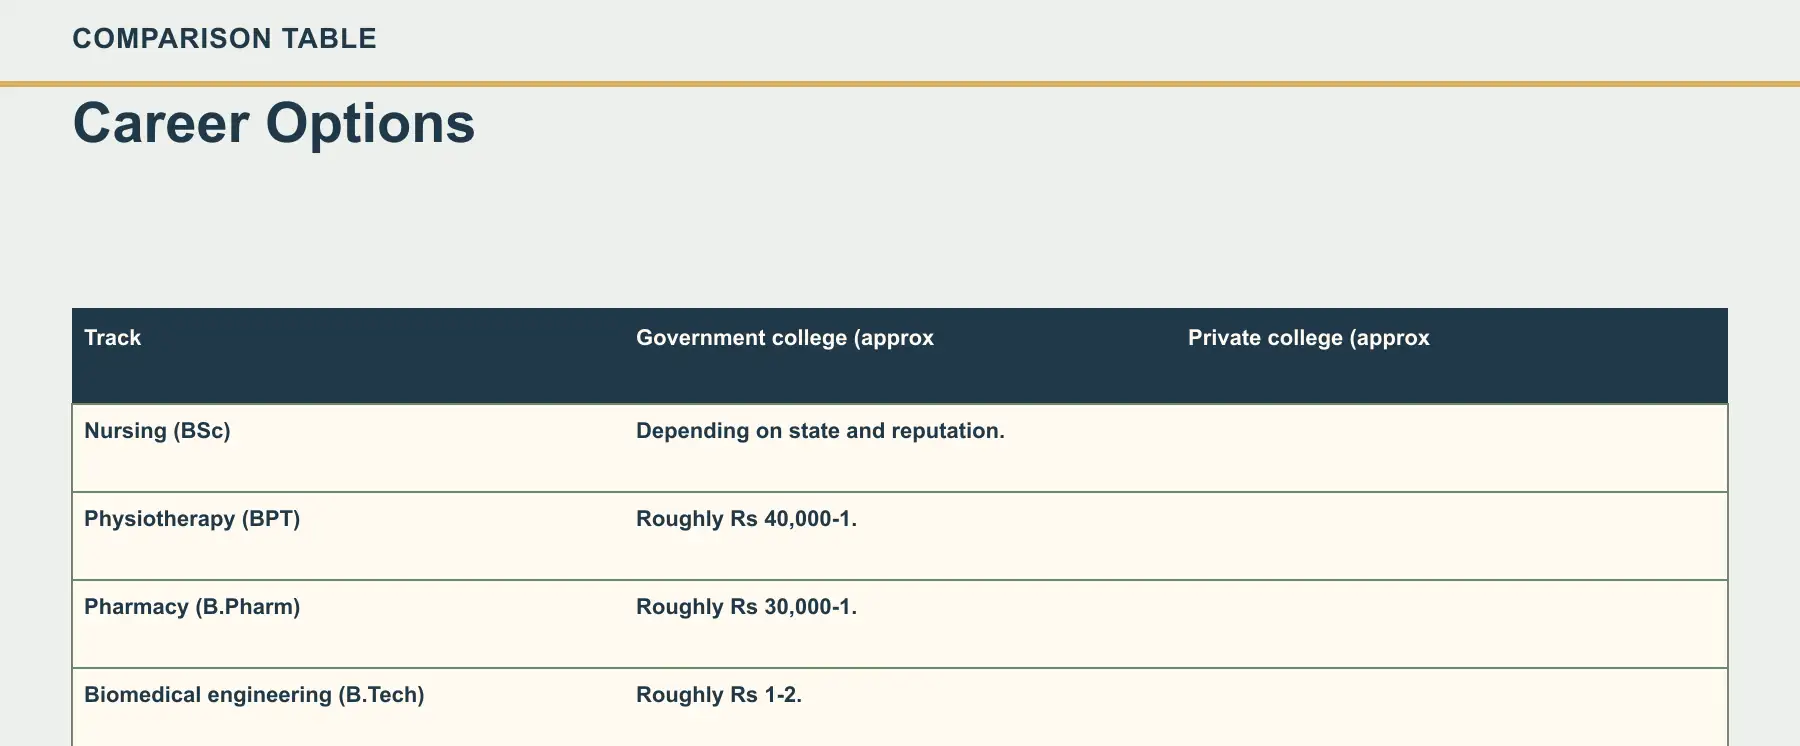 COMPARISON TABLE
Career Options
Track Government college (approx Private college (approx
Nursing (BSc) Depending on state and reputation.
Physiotherapy (BPT) Roughly Rs 40,000-1.
Pharmacy (B.Pharm) Roughly Rs 30,000-1.
Biomedical engineering (B.Tech) Roughly Rs 1-2.